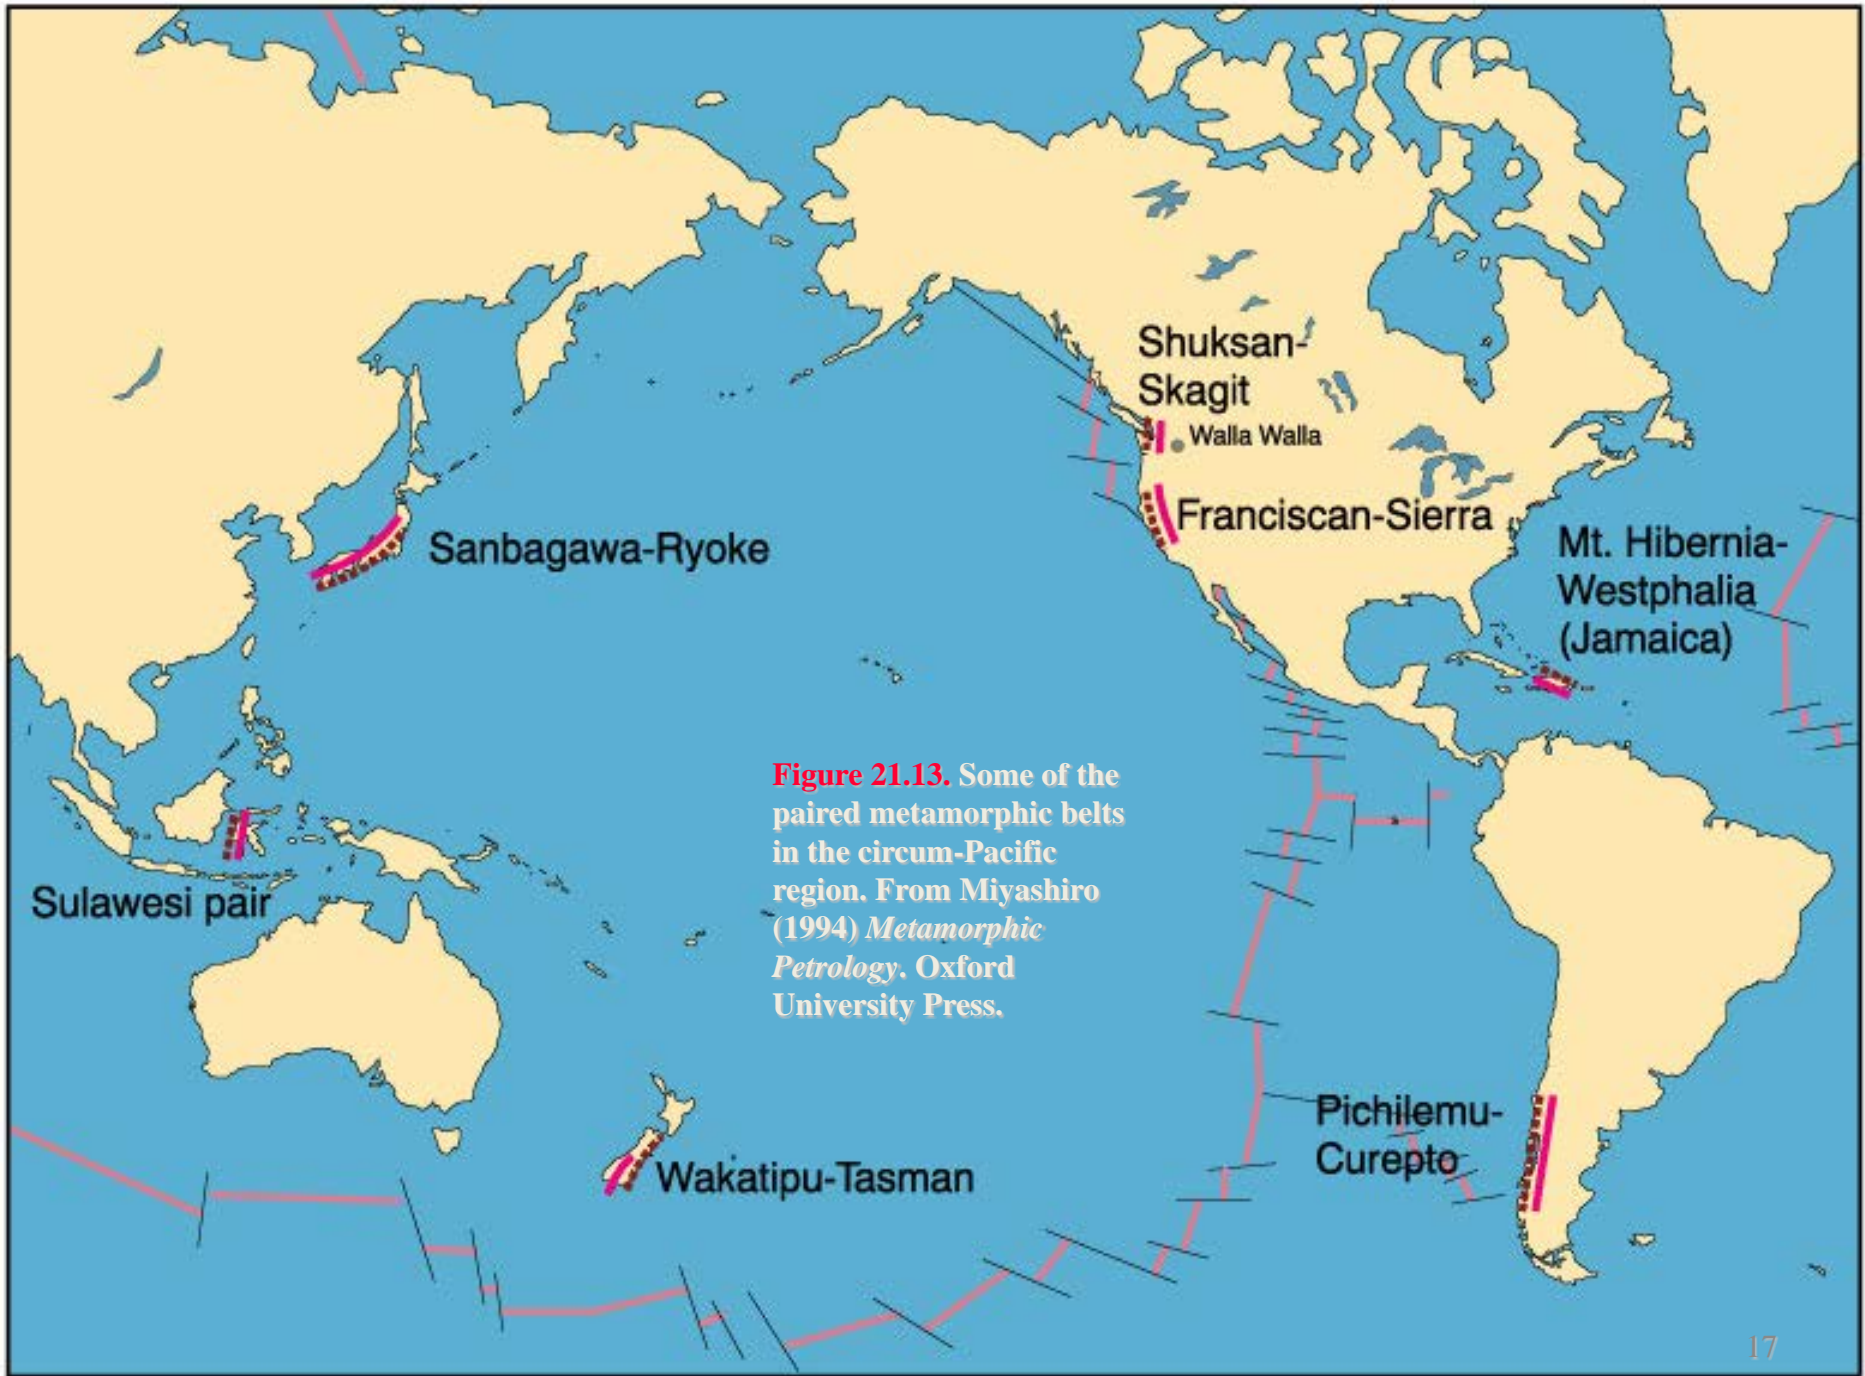 Shuksan-
Skagit
Walla Walla
Franciscan-Sierra
Sanbagawa-Ryoke
Mt. Hibernia-
Westphalia
(Jamaica)
Figure 21.13. Some of the
paired metamorphic belts
in the circum-Pacific
region. From Miyashiro
(1994) Metamorphic
Petrology. Oxford
University Press.
Sulawesi pair
Pichilemu-
Curepto
Wakatipu-Tasman
17